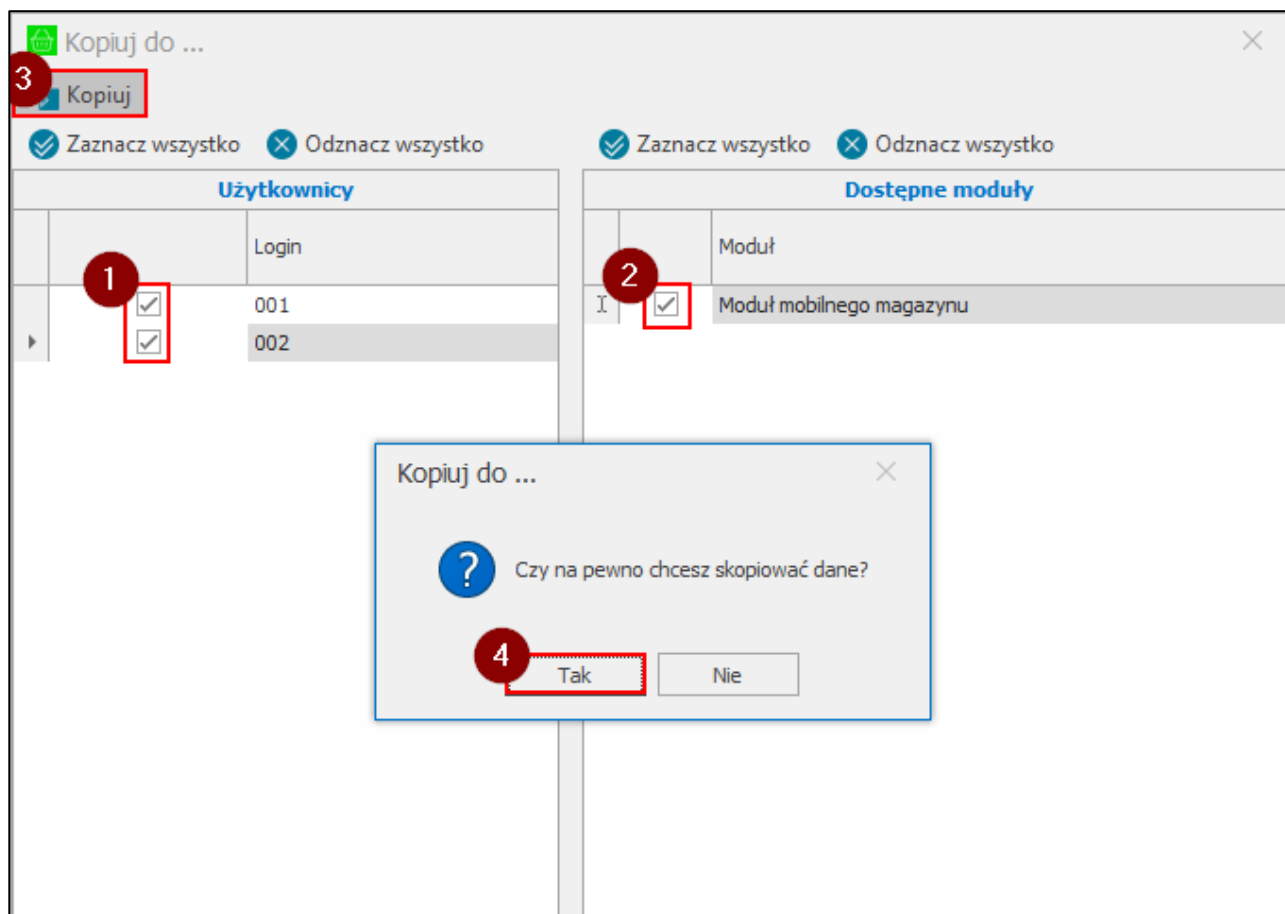 Kopiuj do ...
3
Kopiuj
Zaznacz wszystko Odznacz wszystko Zaznacz wszystko Odznacz wszystko
Użytkownicy Dostępne moduły
Login Moduł
1 2
001 Moduł mobilnego magazynu
002
Kopiuj do ...
? Czy na pewno chcesz skopiować dane?
4
Tak Nie